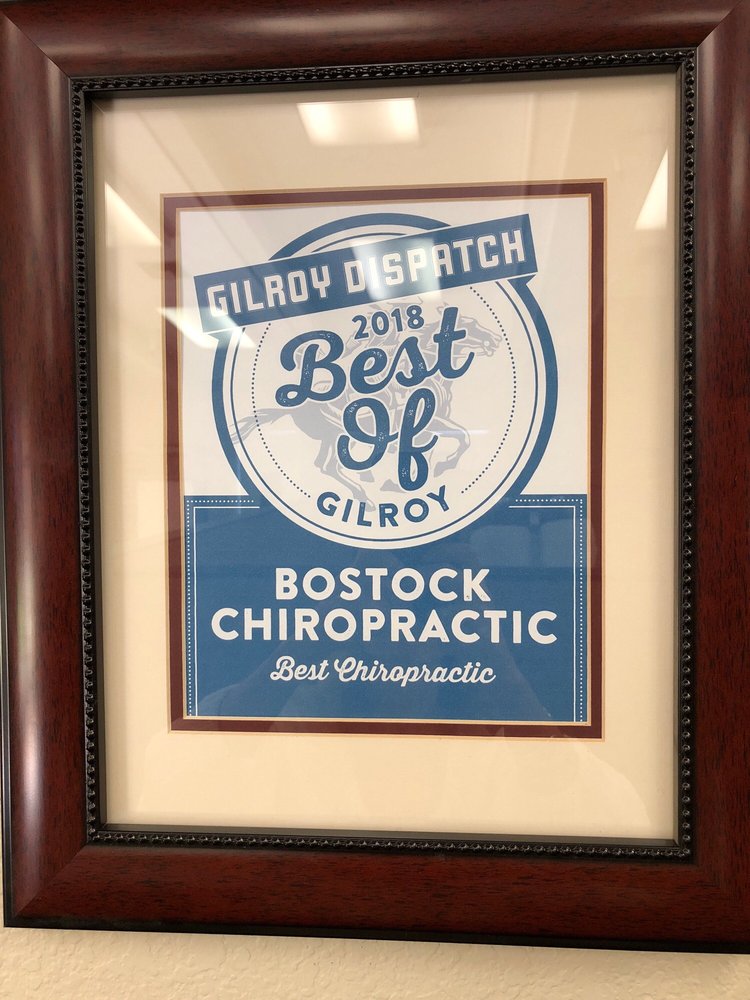 GILROY DISPATCH
2018
Best
Of
GILROY
BOSTOCK
CHIROPRACTIC
Best Chiropractic